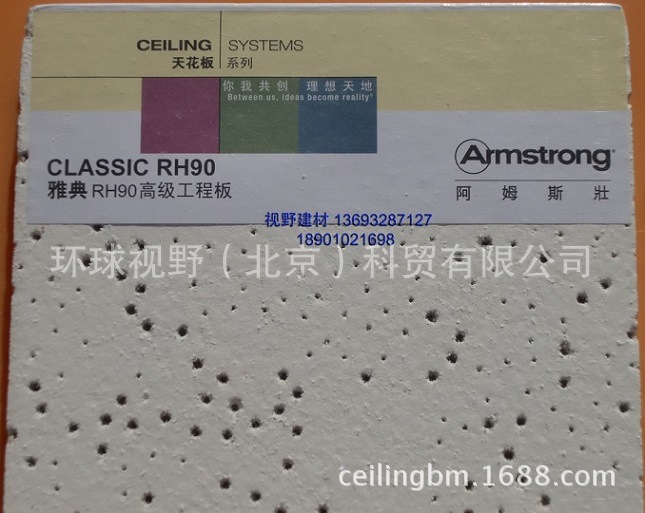 CEILING SYSTEMS
天花板 系列
你我共创 理想天地
Between us, ideas become reality®
CLASSIC RH90
雅典 RH90高级工程板
Armstrong®
阿姆斯壮
视野建材 13693287127
18901021698
环球视野（北京）科贸有限公司
ceilingbm.1688.com